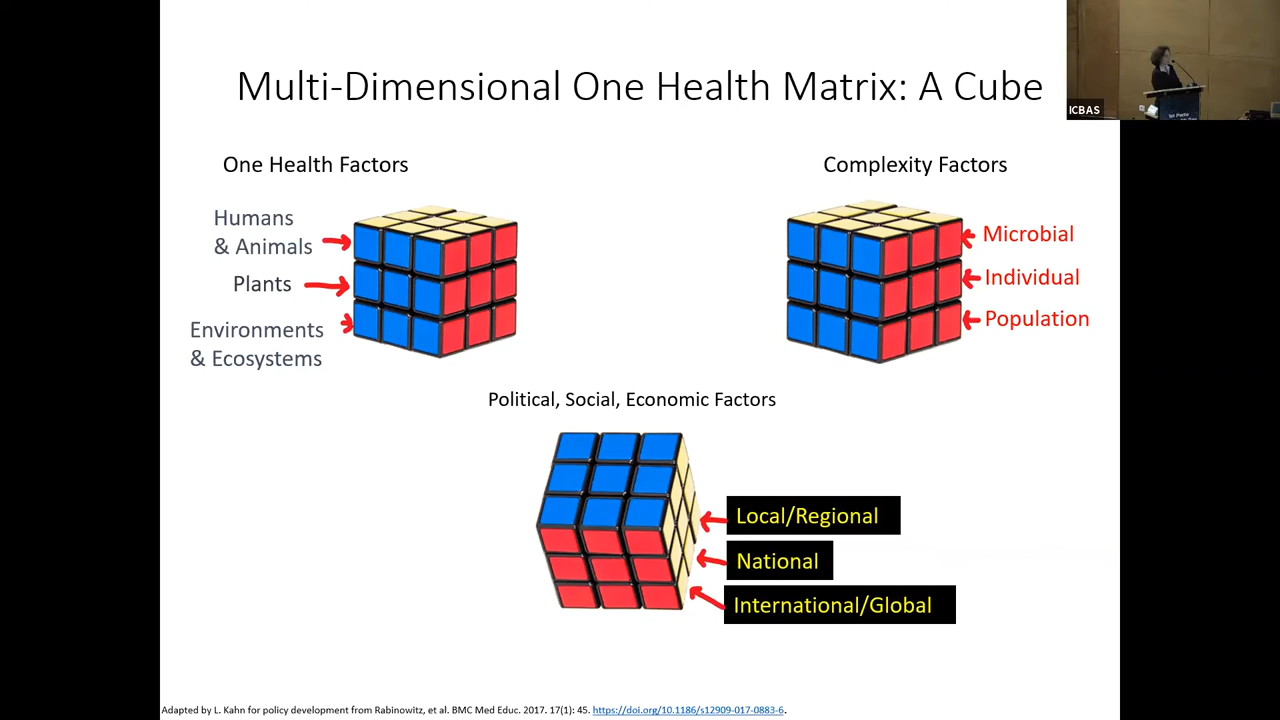 Multi-Dimensional One Health Matrix: A Cube
ICBAS
One Health Factors
Complexity Factors
Humans
& Animals
Plants
Environments
& Ecosystems
Microbial
Individual
Population
Political, Social, Economic Factors
Local/Regional
National
International/Global
Adapted by L. Kahn for policy development from Rabinowitz, et al. BMC Med Educ. 2017. 17(1): 45. https://doi.org/10.1186/s12909-017-0883-6.